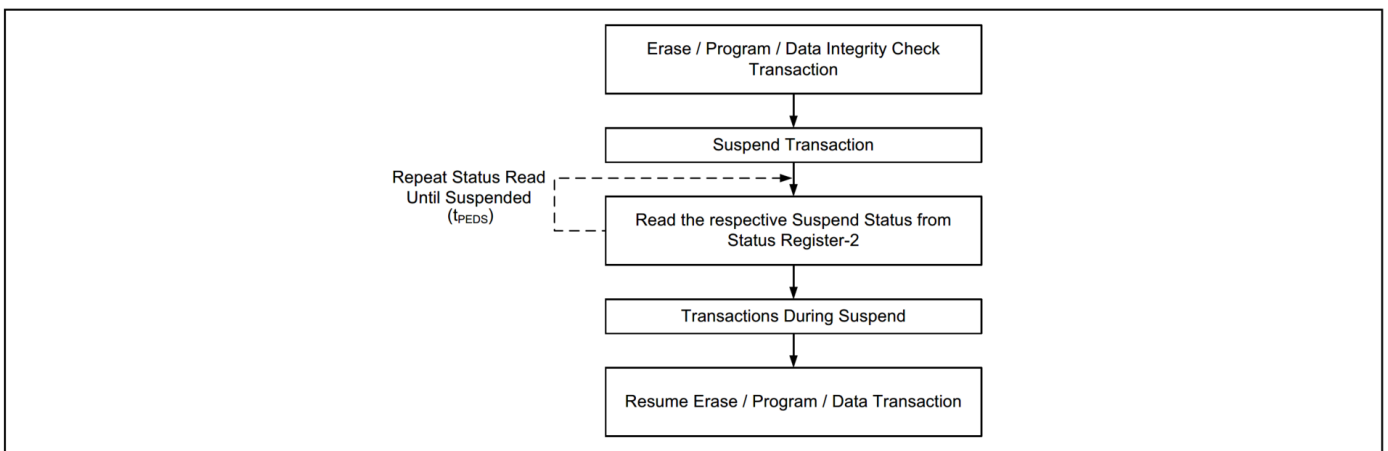 Erase / Program / Data Integrity Check
Transaction
Suspend Transaction
Repeat Status Read
Until Suspended
(tPEDS)
Read the respective Suspend Status from
Status Register-2
Transactions During Suspend
Resume Erase / Program / Data Transaction